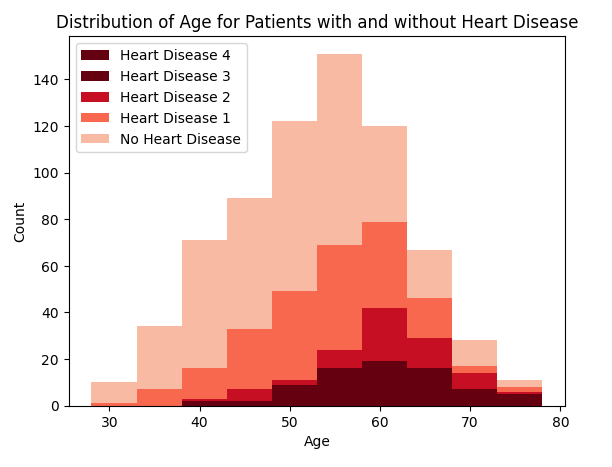 Distribution of Age for Patients with and without Heart Disease
Heart Disease 4
Heart Disease 3
Heart Disease 2
Heart Disease 1
No Heart Disease
Count
140
120
100
80
60
40
20
0
30 40 50 60 70 80
Age